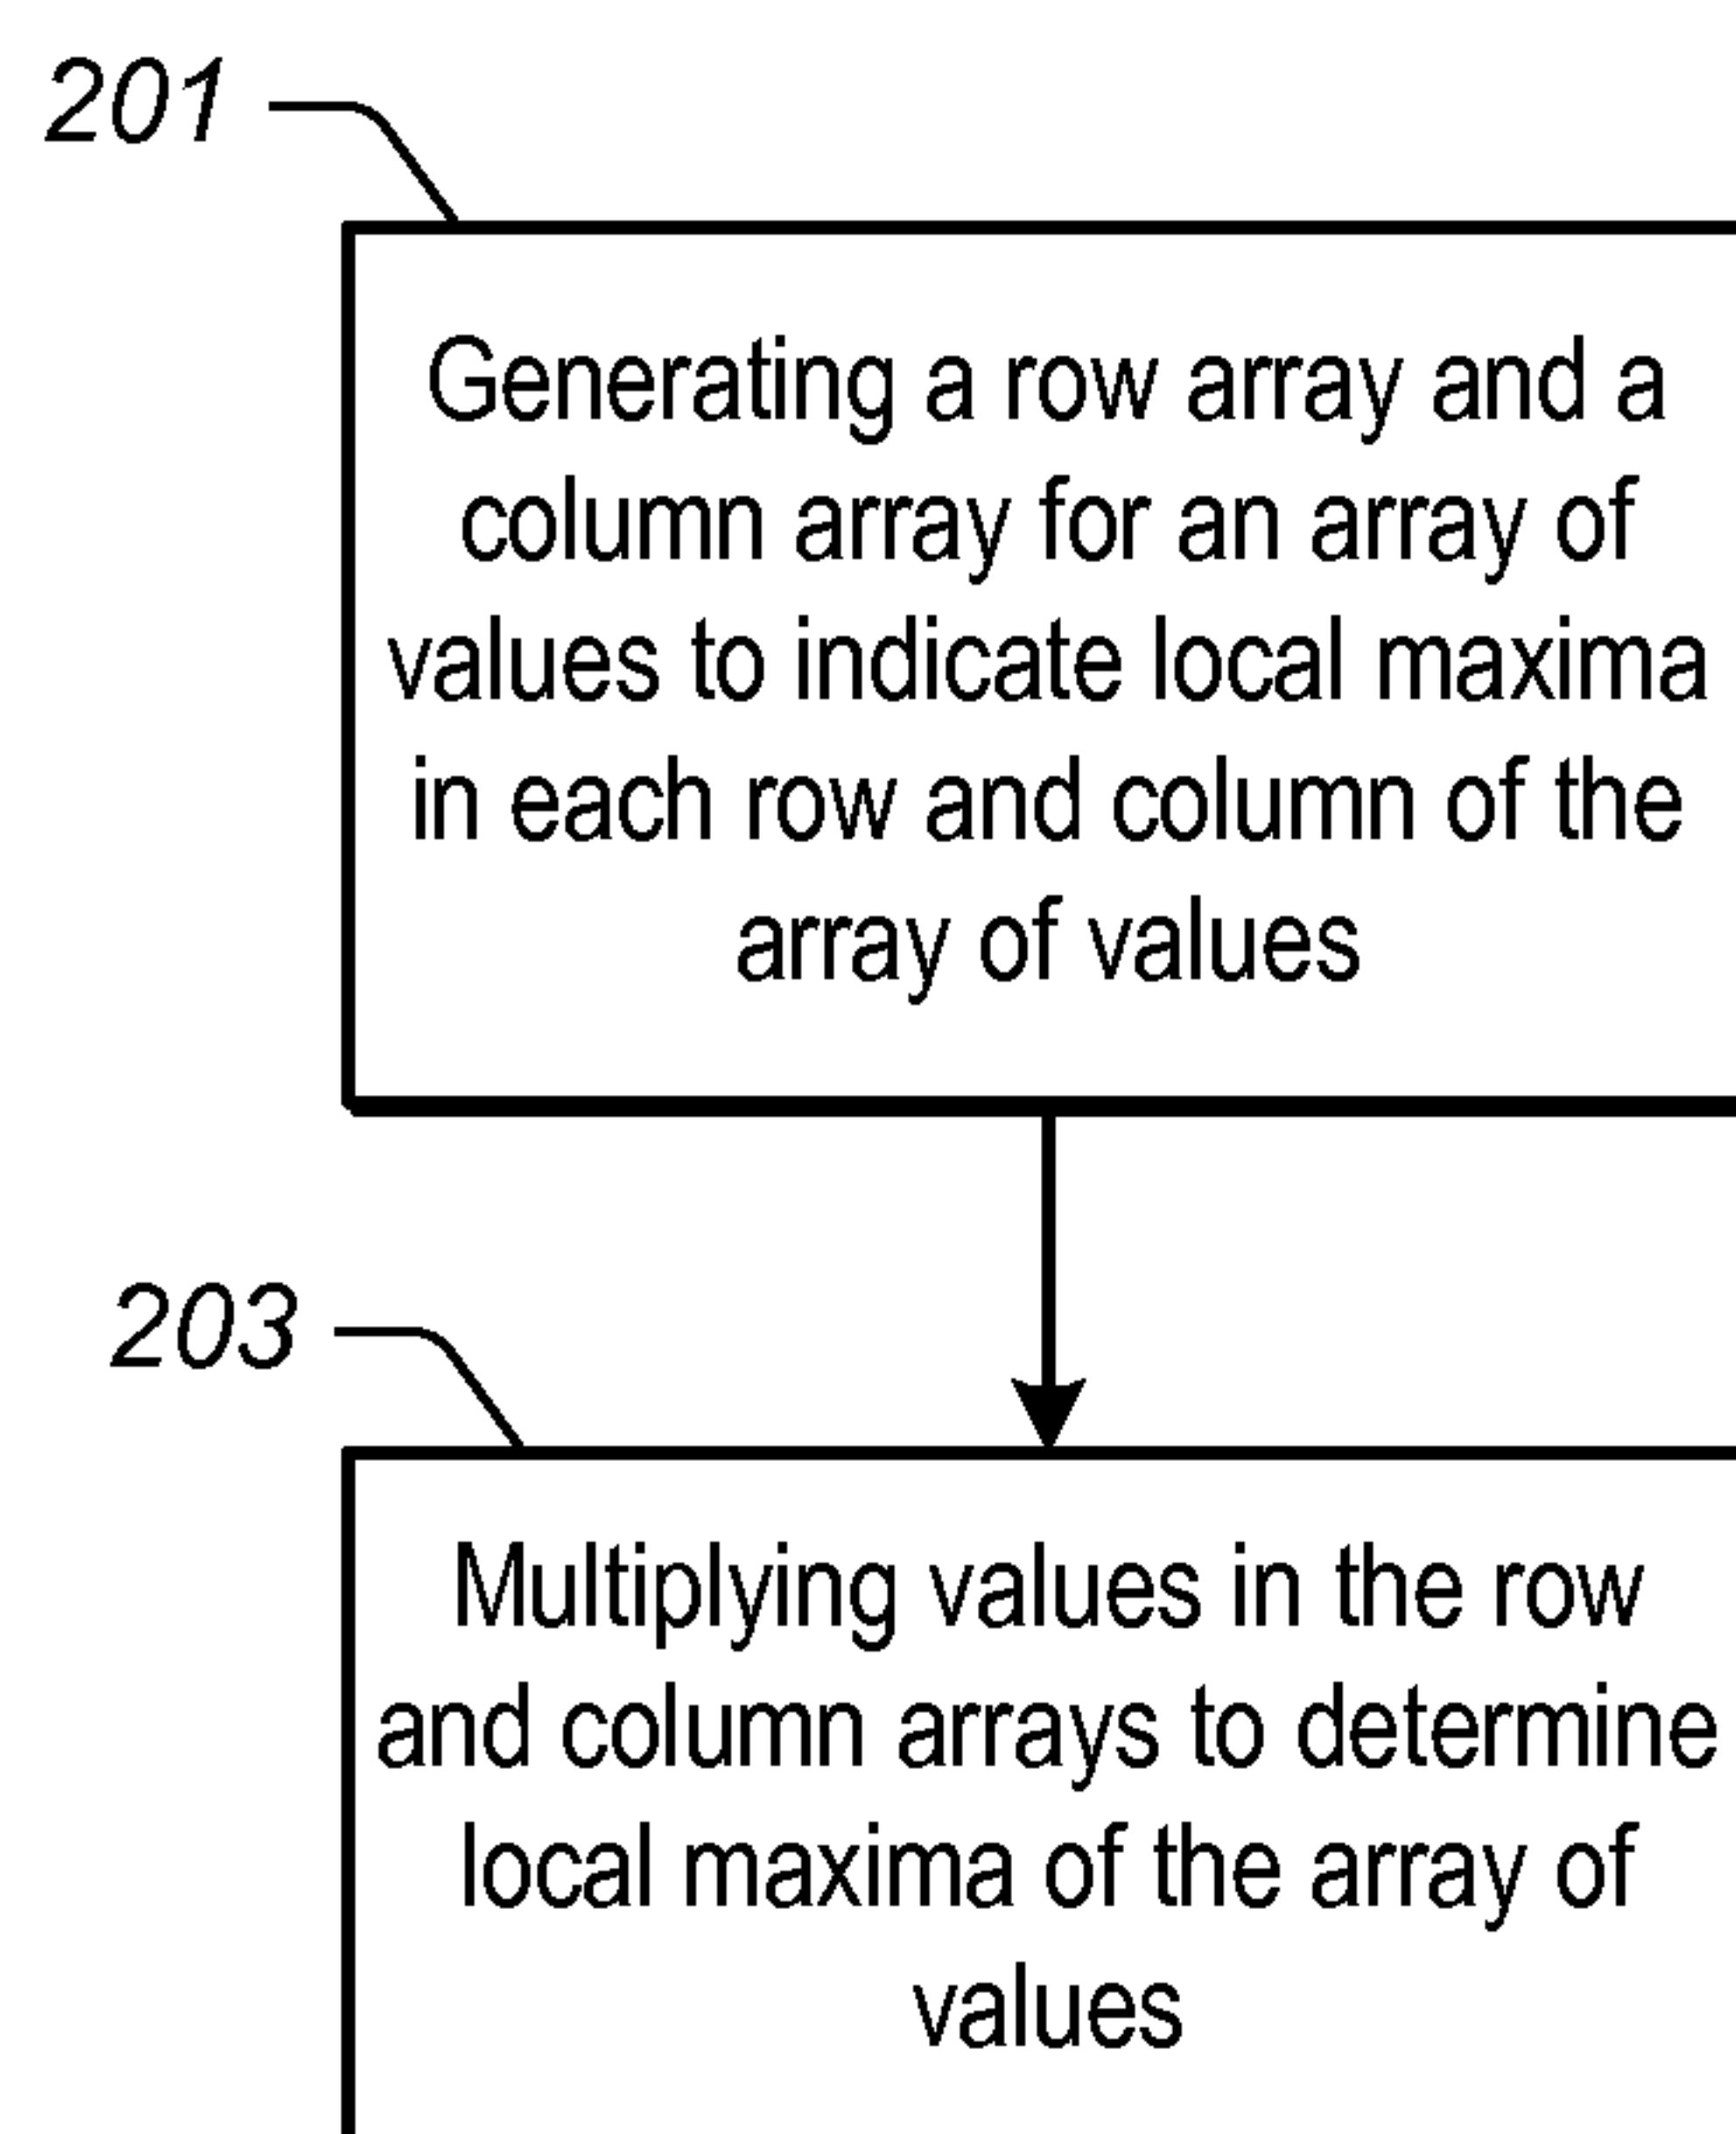 201
Generating a row array and a
column array for an array of
values to indicate local maxima
in each row and column of the
array of values
203
Multiplying values in the row
and column arrays to determine
local maxima of the array of
values